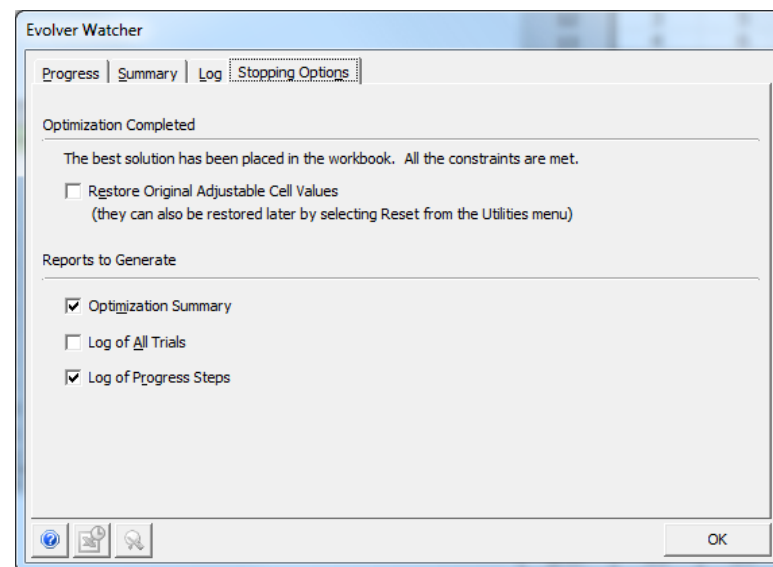 Evolver Watcher
Progress Summary Log Stopping Options
Optimization Completed
The best solution has been placed in the workbook. All the constraints are met.
Restore Original Adjustable Cell Values
(they can also be restored later by selecting Reset from the Utilities menu)
Reports to Generate
Optimization Summary
Log of All Trials
Log of Progress Steps
OK